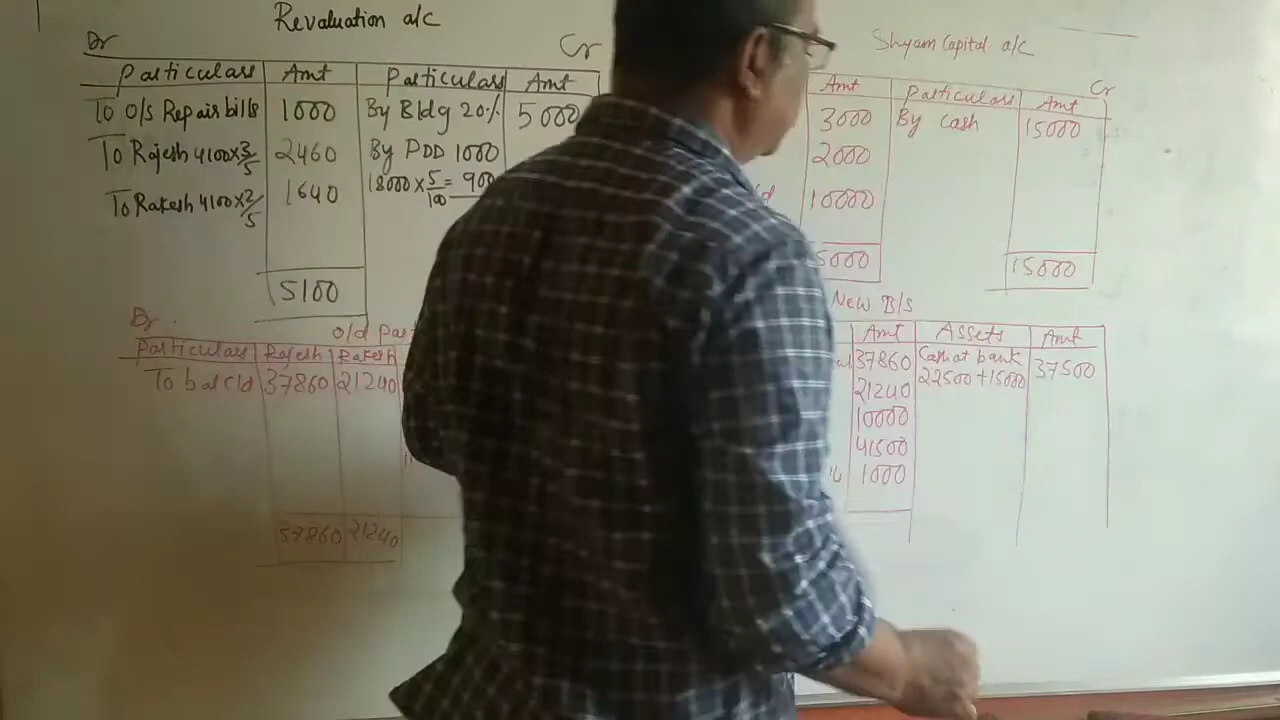 Revaluation a/c
Dr Cr
Particulars Amt Particulars Amt
To O/S Repair bills 1000 By Bldg 20% 5000
To Rajesh 4100×3/5 2460 By PDD 1000
18000 × 5/100 = 900
To Rakesh 4100×2/5 1640
5100
Shyam Capital a/c
Cr
Amt Particulars Amt
3000 By Cash 15000
2000
10000
5000 15000
Dr.
Old Par
Particulars Rajesh Rakesh
To bal c/d 37860 21240
37860 21240
New B/S
Amt Assets Amt
37860 Cash at bank
21240 22500 + 15000 37500
10000
41500
1000